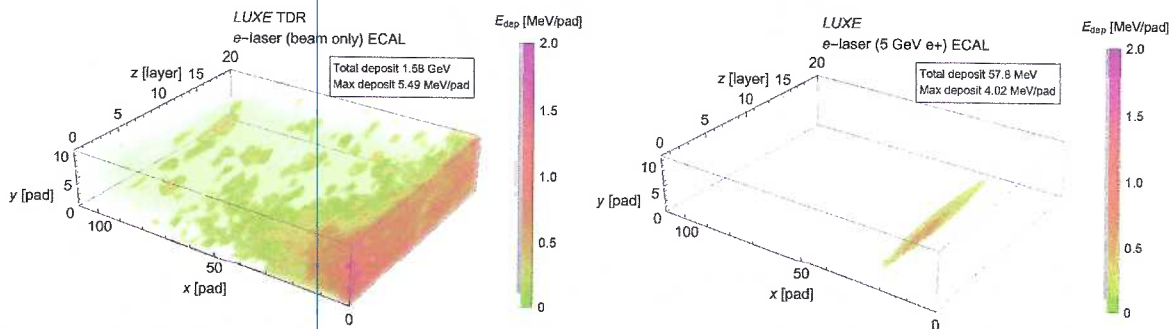 LUXE TDR
e-laser (beam only) ECAL
Total deposit 1.58 GeV
Max deposit 5.49 MeV/pad
z [layer]
20
15
10
5
0
10
5
0
y [pad]
100
50
0
x [pad]
E_dep [MeV/pad]
2.0
1.5
1.0
0.5
0
LUXE
e-laser (5 GeV e+) ECAL
Total deposit 57.8 MeV
Max deposit 4.02 MeV/pad
z [layer]
20
15
10
5
0
10
5
0
y [pad]
100
50
0
x [pad]
E_dep [MeV/pad]
2.0
1.5
1.0
0.5
0